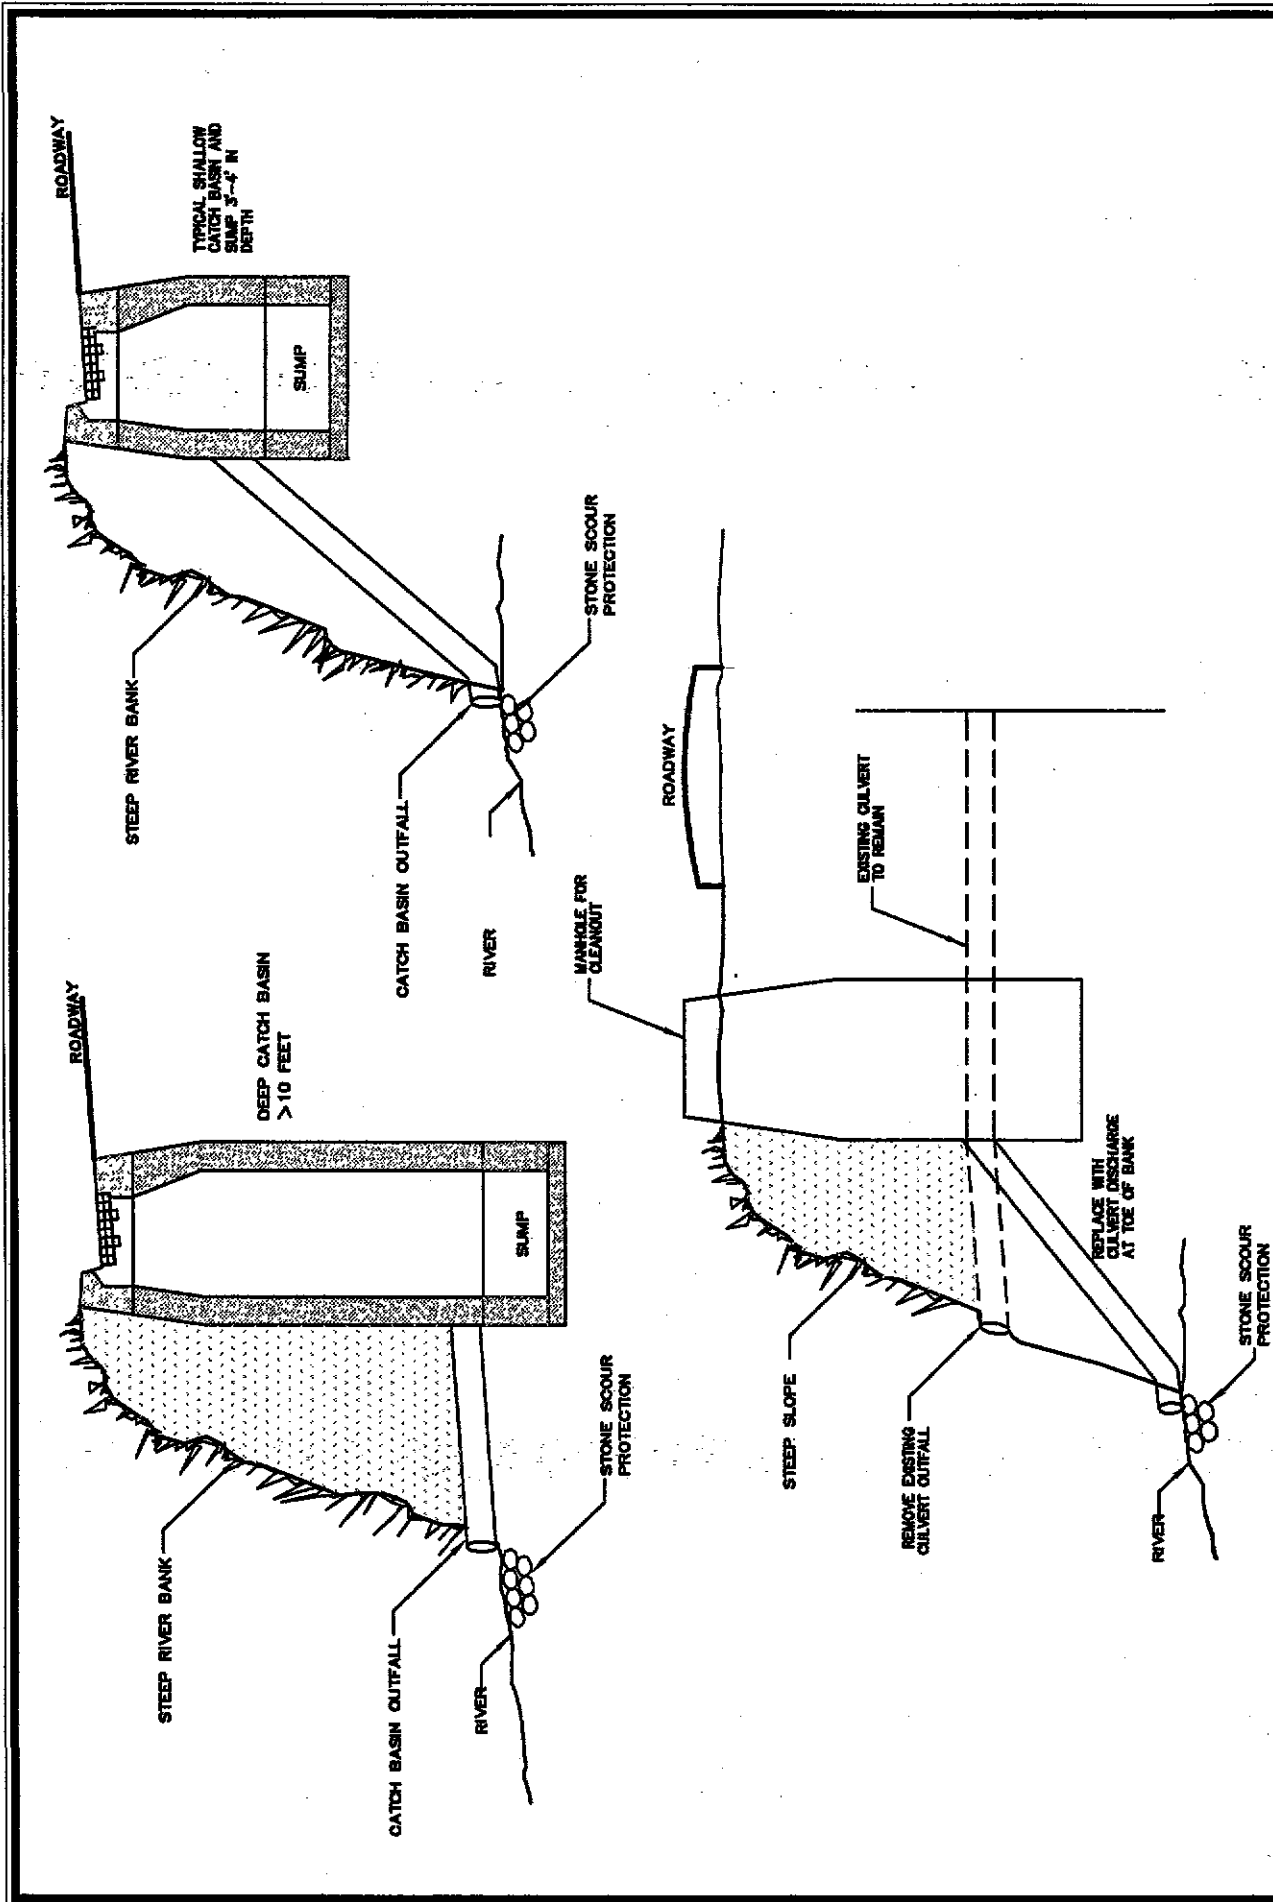 ROADWAY
DEEP CATCH BASIN
>10 FEET
STEEP RIVER BANK
SUMP
CATCH BASIN OUTFALL
RIVER
STONE SCOUR
PROTECTION
ROADWAY
TYPICAL SHALLOW
CATCH BASIN AND
SUMP 3'-4' IN
DEPTH
STEEP RIVER BANK
SUMP
CATCH BASIN OUTFALL
RIVER
RIVER
STONE SCOUR
PROTECTION
MANHOLE FOR
CLEANOUT
ROADWAY
STEEP SLOPE
EXISTING CULVERT
TO REMAIN
REMOVE EXISTING
CULVERT OUTFALL
REPLACE WITH
CULVERT DISCHARGE
AT TOE OF BANK
RIVER
STONE SCOUR
PROTECTION